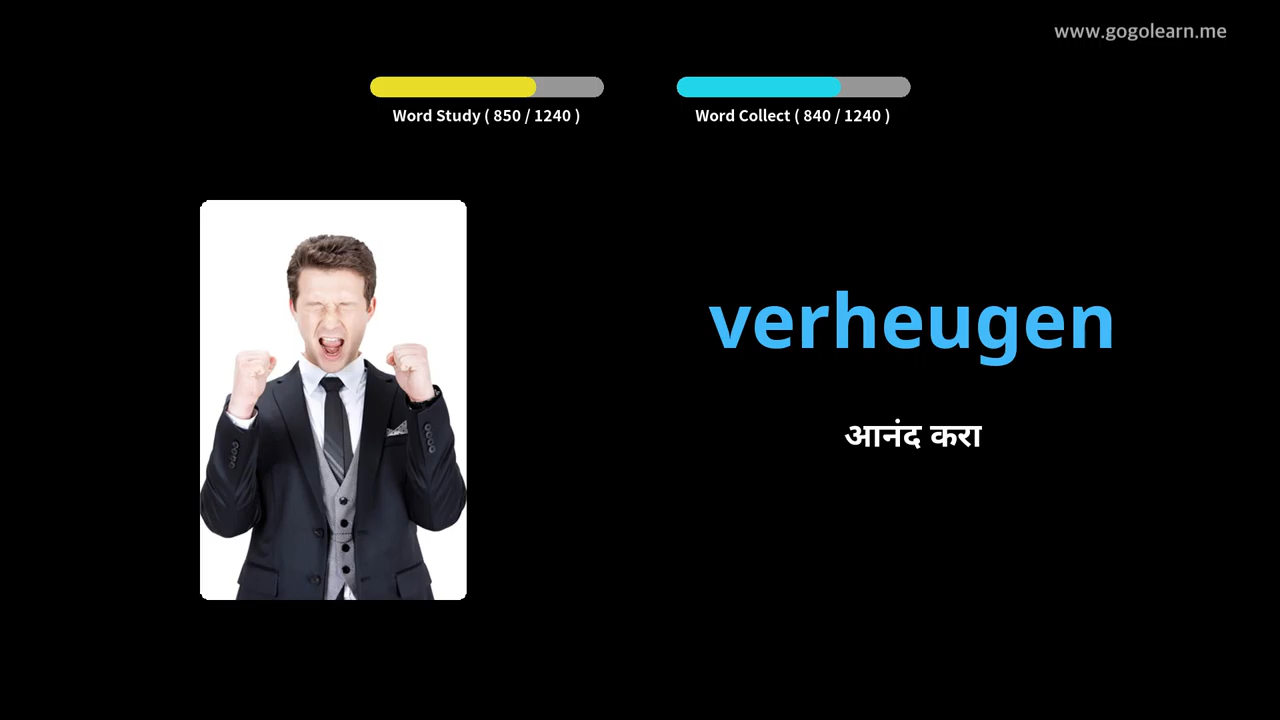 www.gogolearn.me
Word Study ( 850 / 1240 )
Word Collect ( 840 / 1240 )
verheugen
आनंद करा